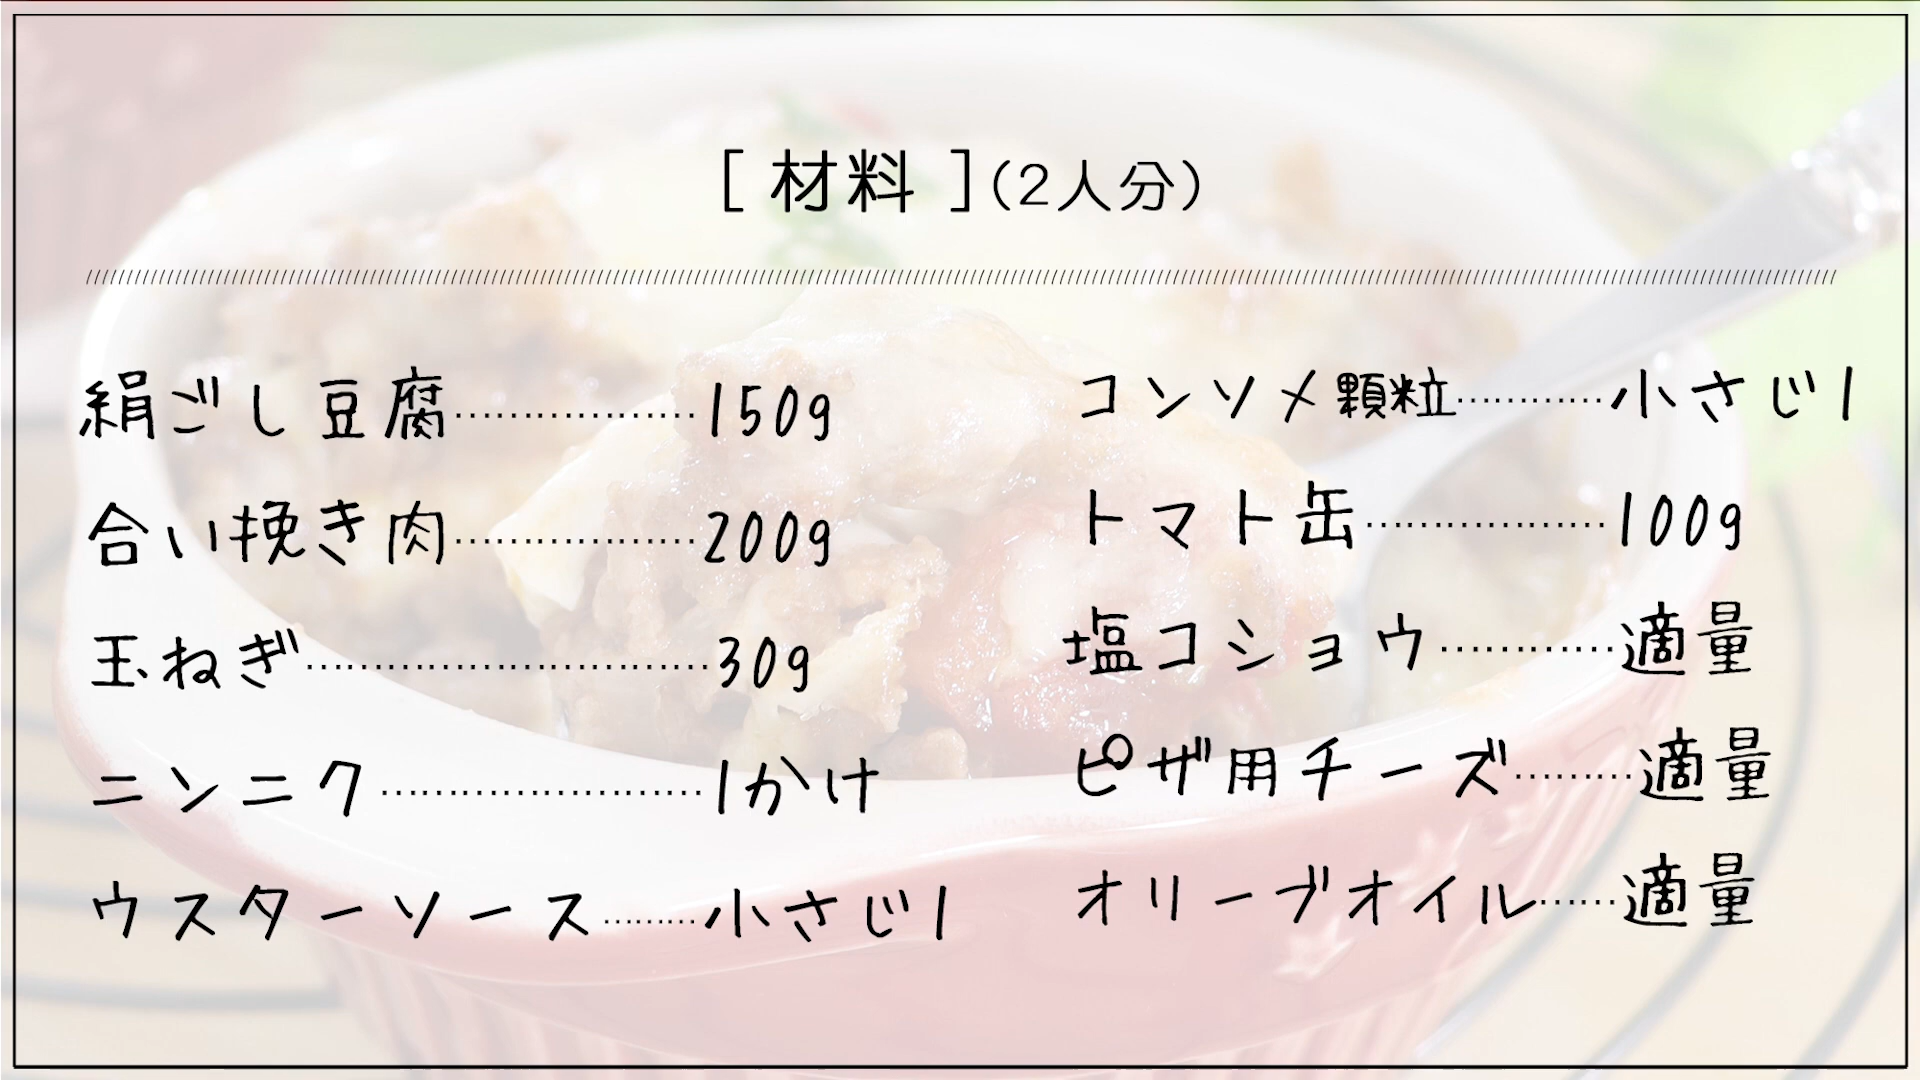 [ 材料 ](2人分)
絹ごし豆腐………………150g
合い挽き肉………………200g
玉ねぎ…………………………30g
ニンニク……………………1かけ
ウスターソース………小さじ1
コンソメ顆粒…………小さじ1
トマト缶………………100g
塩コショウ…………適量
ピザ用チーズ………適量
オリーブオイル……適量